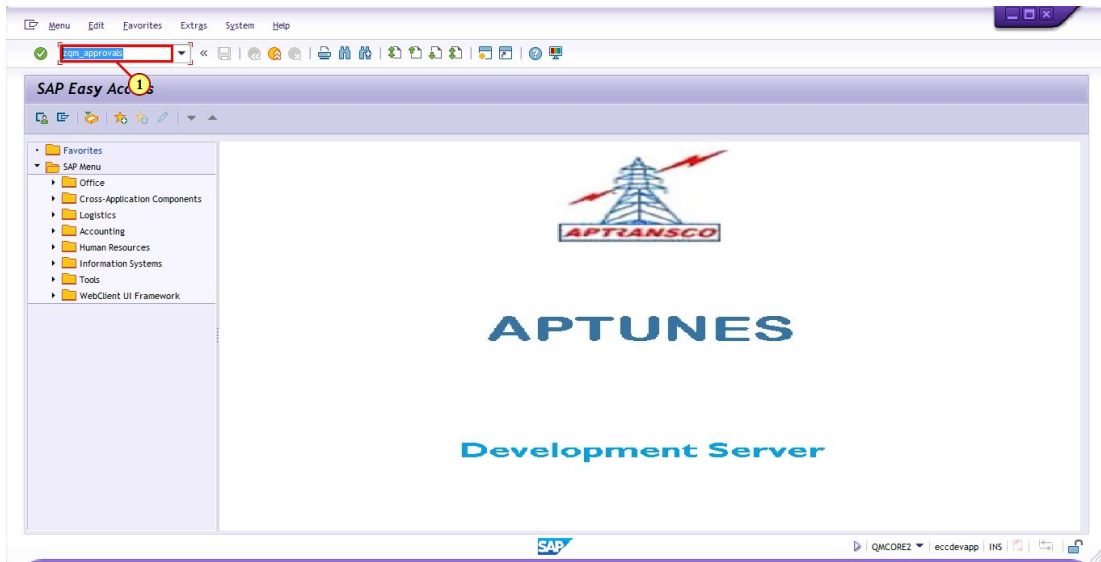 Menu Edit Favorites Extras System Help
zqm_approvals
1
SAP Easy Access
Favorites
SAP Menu
Office
Cross-Application Components
Logistics
Accounting
Human Resources
Information Systems
Tools
WebClient UI Framework
APTRANSCO
APTUNES
Development Server
SAP
QMCORE2 eccdevapp INS